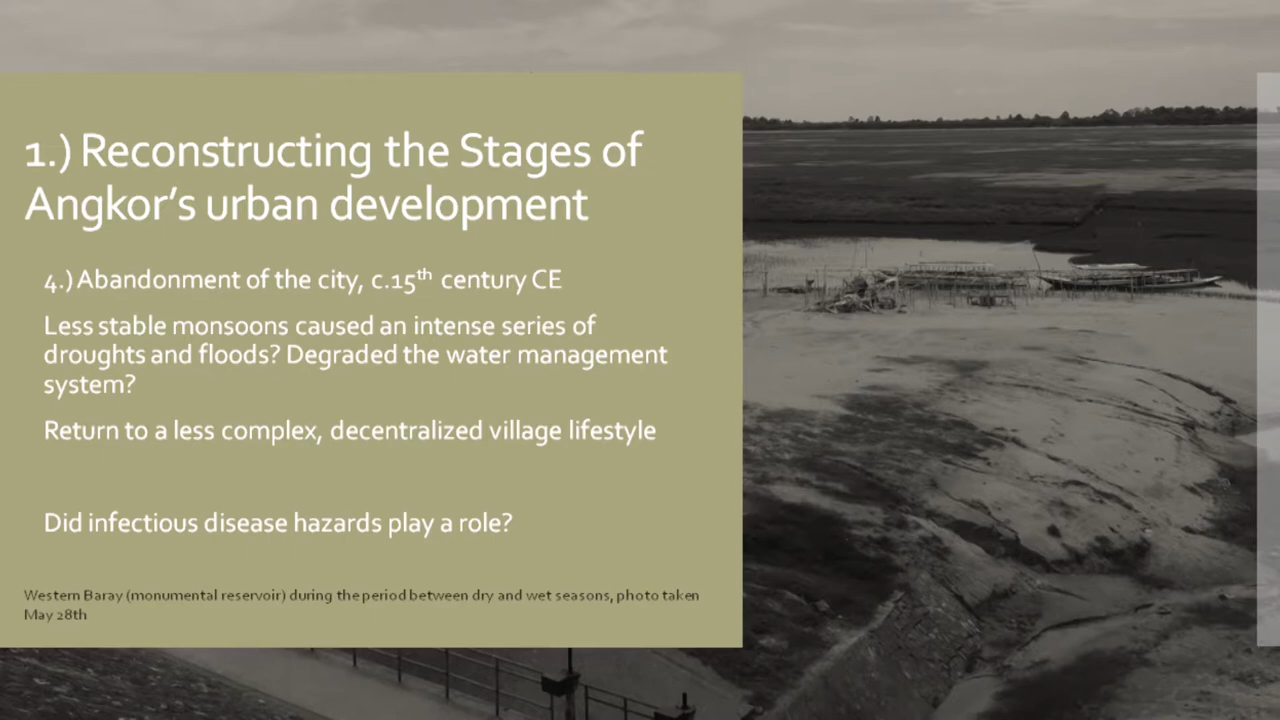 1.) Reconstructing the Stages of
Angkor's urban development
4.) Abandonment of the city, c.15th century CE
Less stable monsoons caused an intense series of
droughts and floods? Degraded the water management
system?
Return to a less complex, decentralized village lifestyle
Did infectious disease hazards play a role?
Western Baray (monumental reservoir) during the period between dry and wet seasons, photo taken
May 28th